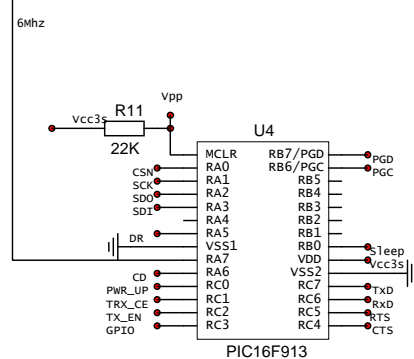 6Mhz
Vpp
Vcc3s
R11
22K
U4
MCLR RB7/PGD
PGD
CSN RA0 RB6/PGC PGC
SCK RA1 RB5
SDO RA2 RB4
SDI RA3 RB3
RA4 RB2
RA5 RB1
DR VSS1 RB0 Sleep
RA7 VDD Vcc3s
CD RA6 VSS2
PWR_UP RC0 RC7 TxD
TRX_CE RC1 RC6 RxD
TX_EN RC2 RC5 RTS
GPIO RC3 RC4 CTS
PIC16F913